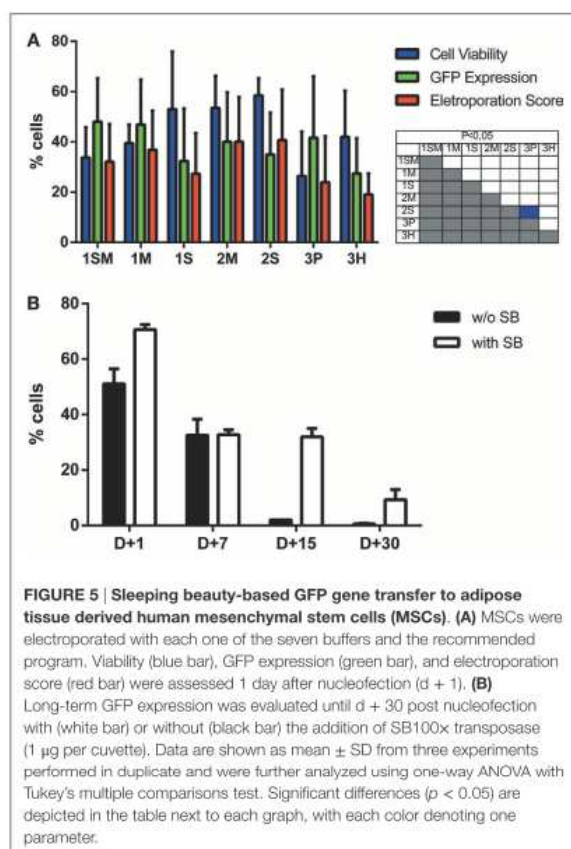 A
80
60
40
20
0
% cells
1SM 1M 1S 2M 2S 3P 3H
Cell Viability
GFP Expression
Eletroporation Score
P<0,05
1SM 1M 1S 2M 2S 3P 3H
1SM
1M
1S
2M
2S
3P
3H
B
80
60
40
20
0
% cells
D+1 D+7 D+15 D+30
w/o SB
with SB
FIGURE 5 | Sleeping beauty-based GFP gene transfer to adipose
tissue derived human mesenchymal stem cells (MSCs). (A) MSCs were
electroporated with each one of the seven buffers and the recommended
program. Viability (blue bar), GFP expression (green bar), and electroporation
score (red bar) were assessed 1 day after nucleofection (d + 1). (B)
Long-term GFP expression was evaluated until d + 30 post nucleofection
with (white bar) or without (black bar) the addition of SB100× transposase
(1 μg per cuvette). Data are shown as mean ± SD from three experiments
performed in duplicate and were further analyzed using one-way ANOVA with
Tukey's multiple comparisons test. Significant differences (p < 0.05) are
depicted in the table next to each graph, with each color denoting one
parameter.